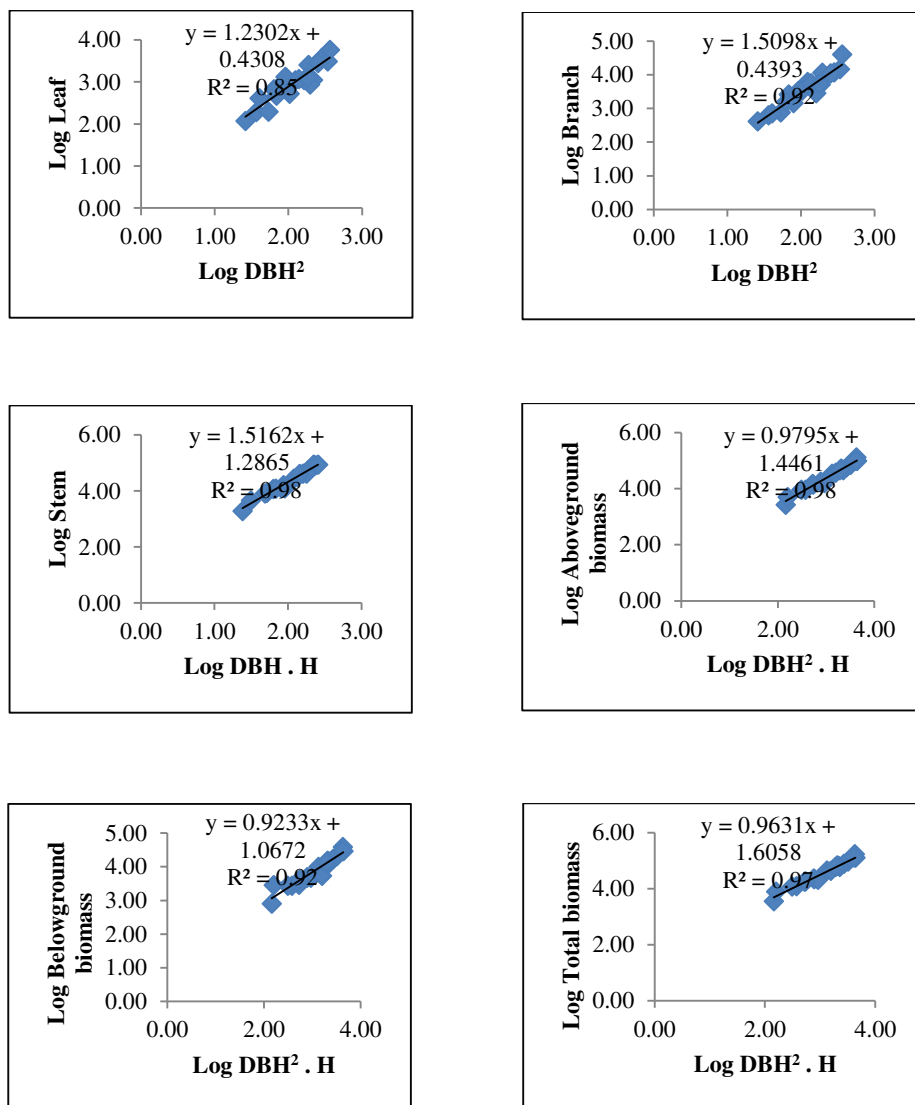 y = 1.2302x +
0.4308
R² = 0.85
4.00
3.00
2.00
1.00
0.00
Log Leaf
0.00 1.00 2.00 3.00
Log DBH²
y = 1.5098x +
0.4393
R² = 0.92
5.00
4.00
3.00
2.00
1.00
0.00
Log Branch
0.00 1.00 2.00 3.00
Log DBH²
y = 1.5162x +
1.2865
R² = 0.98
6.00
4.00
2.00
0.00
Log Stem
0.00 1.00 2.00 3.00
Log DBH . H
y = 0.9795x +
1.4461
R² = 0.98
6.00
4.00
2.00
0.00
Log Aboveground
biomass
0.00 2.00 4.00
Log DBH² . H
y = 0.9233x +
1.0672
R² = 0.92
5.00
4.00
3.00
2.00
1.00
0.00
Log Belowground
biomass
0.00 2.00 4.00
Log DBH² . H
y = 0.9631x +
1.6058
R² = 0.97
6.00
4.00
2.00
0.00
Log Total biomass
0.00 2.00 4.00
Log DBH² . H